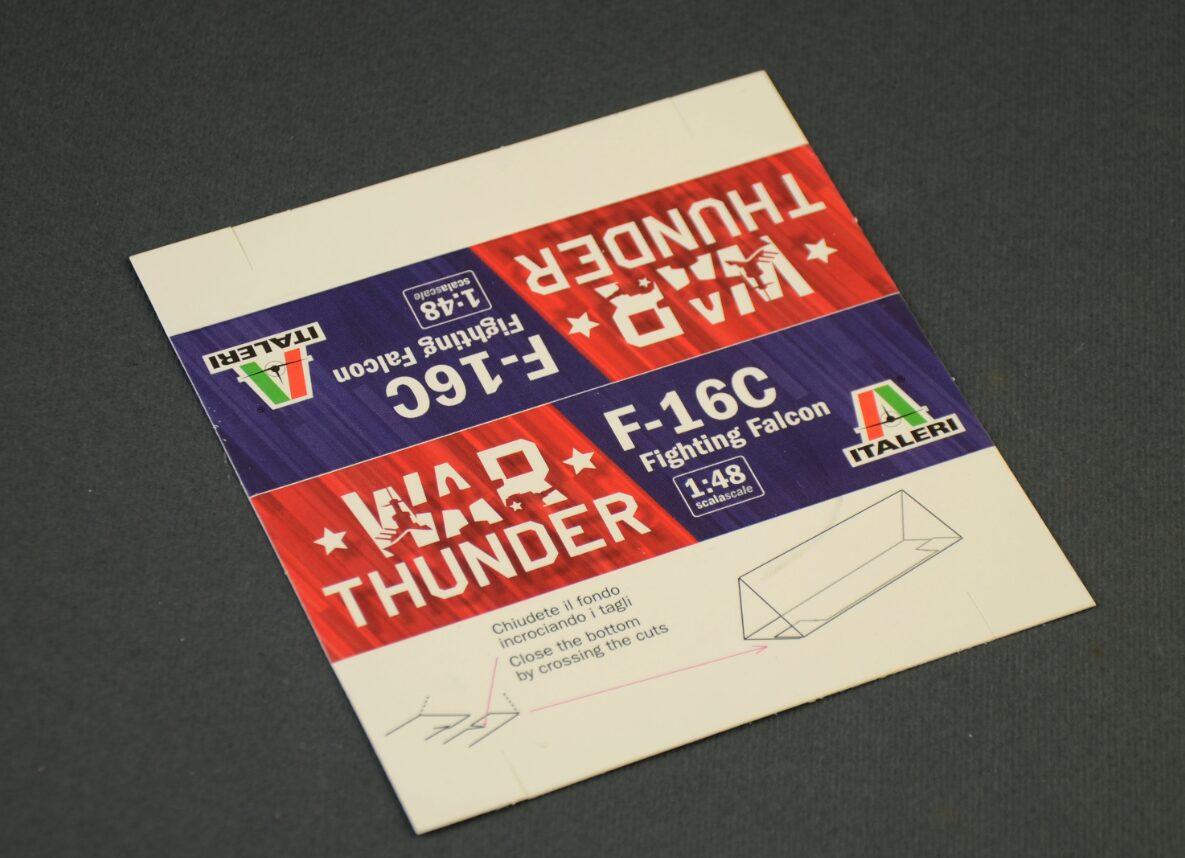 WAR
THUNDER
F-16C
Fighting Falcon
1:48
scalascale
ITALERI
®
F-16C
Fighting Falcon
1:48
scalascale
ITALERI
®
WAR
THUNDER
Chiudete il fondo
incrociando i tagli
Close the bottom
by crossing the cuts